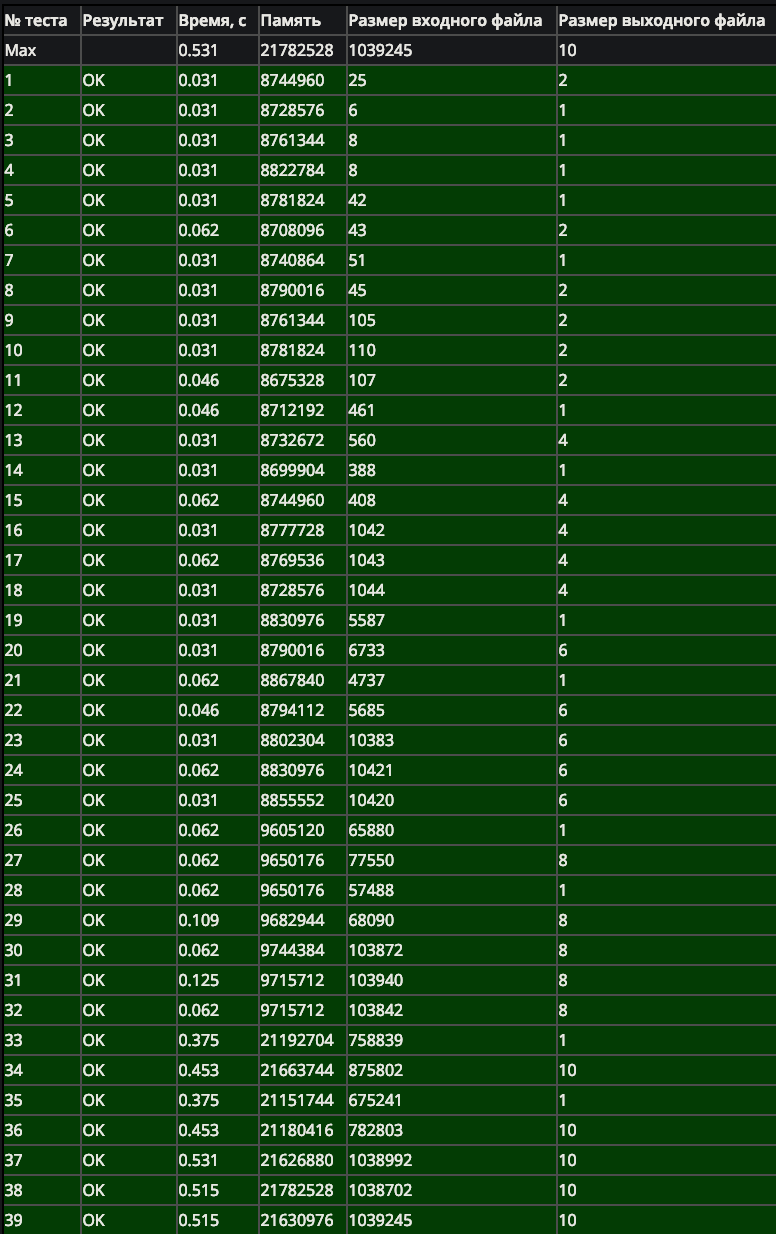 № теста Результат Время, с Память Размер входного файла Размер выходного файла
Max 0.531 21782528 1039245 10
1 OK 0.031 8744960 25 2
2 OK 0.031 8728576 6 1
3 OK 0.031 8761344 8 1
4 OK 0.031 8822784 8 1
5 OK 0.031 8781824 42 1
6 OK 0.062 8708096 43 2
7 OK 0.031 8740864 51 1
8 OK 0.031 8790016 45 2
9 OK 0.031 8761344 105 2
10 OK 0.031 8781824 110 2
11 OK 0.046 8675328 107 2
12 OK 0.046 8712192 461 1
13 OK 0.031 8732672 560 4
14 OK 0.031 8699904 388 1
15 OK 0.062 8744960 408 4
16 OK 0.031 8777728 1042 4
17 OK 0.062 8769536 1043 4
18 OK 0.031 8728576 1044 4
19 OK 0.031 8830976 5587 1
20 OK 0.031 8790016 6733 6
21 OK 0.062 8867840 4737 1
22 OK 0.046 8794112 5685 6
23 OK 0.031 8802304 10383 6
24 OK 0.062 8830976 10421 6
25 OK 0.031 8855552 10420 6
26 OK 0.062 9605120 65880 1
27 OK 0.062 9650176 77550 8
28 OK 0.062 9650176 57488 1
29 OK 0.109 9682944 68090 8
30 OK 0.062 9744384 103872 8
31 OK 0.125 9715712 103940 8
32 OK 0.062 9715712 103842 8
33 OK 0.375 21192704 758839 1
34 OK 0.453 21663744 875802 10
35 OK 0.375 21151744 675241 1
36 OK 0.453 21180416 782803 10
37 OK 0.531 21626880 1038992 10
38 OK 0.515 21782528 1038702 10
39 OK 0.515 21630976 1039245 10